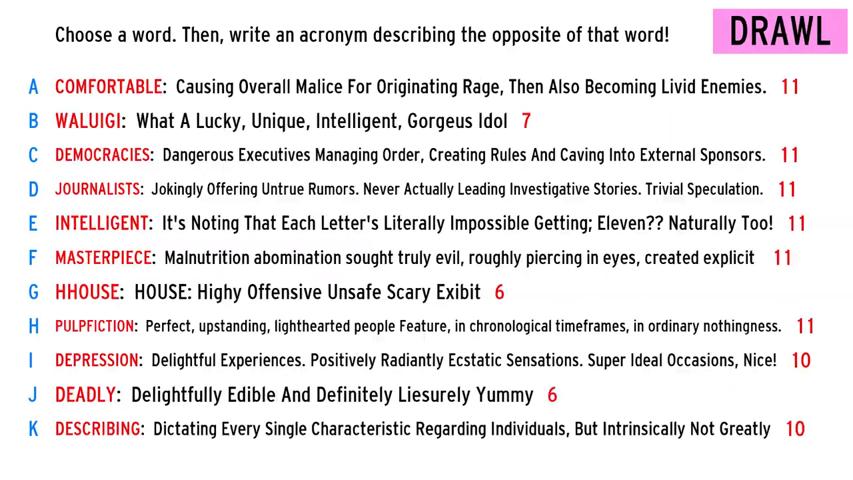 Choose a word. Then, write an acronym describing the opposite of that word! DRAWL
A COMFORTABLE: Causing Overall Malice For Originating Rage, Then Also Becoming Livid Enemies. 11
B WALUIGI: What A Lucky, Unique, Intelligent, Gorgeus Idol 7
C DEMOCRACIES: Dangerous Executives Managing Order, Creating Rules And Caving Into External Sponsors. 11
D JOURNALISTS: Jokingly Offering Untrue Rumors. Never Actually Leading Investigative Stories. Trivial Speculation. 11
E INTELLIGENT: It's Noting That Each Letter's Literally Impossible Getting; Eleven?? Naturally Too! 11
F MASTERPIECE: Malnutrition abomination sought truly evil, roughly piercing in eyes, created explicit 11
G HHOUSE: HOUSE: Highy Offensive Unsafe Scary Exibit 6
H PULPFICTION: Perfect, upstanding, lighthearted people Feature, in chronological timeframes, in ordinary nothingness. 11
I DEPRESSION: Delightful Experiences. Positively Radiantly Ecstatic Sensations. Super Ideal Occasions, Nice! 10
J DEADLY: Delightfully Edible And Definitely Liesurely Yummy 6
K DESCRIBING: Dictating Every Single Characteristic Regarding Individuals, But Intrinsically Not Greatly 10